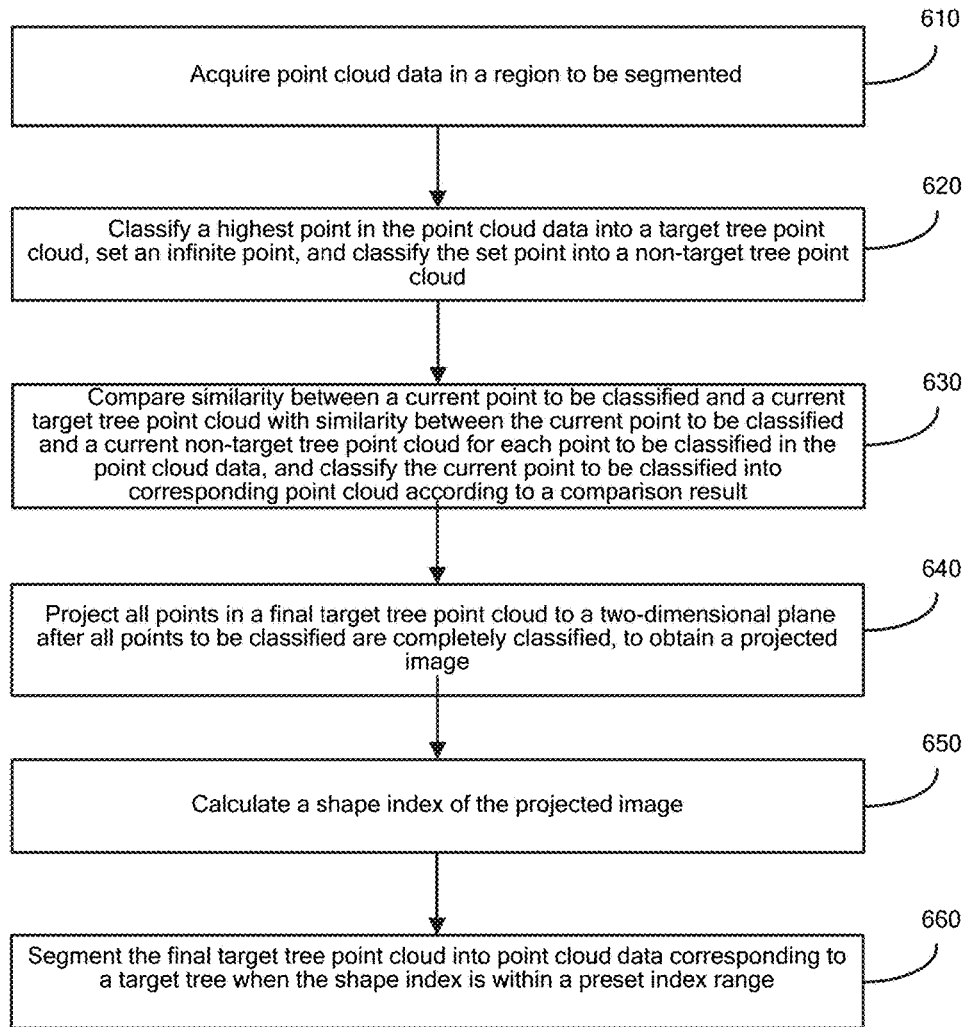 610
Acquire point cloud data in a region to be segmented
620
Classify a highest point in the point cloud data into a target tree point
cloud, set an infinite point, and classify the set point into a non-target tree point
cloud
630
Compare similarity between a current point to be classified and a current
target tree point cloud with similarity between the current point to be classified
and a current non-target tree point cloud for each point to be classified in the
point cloud data, and classify the current point to be classified into
corresponding point cloud according to a comparison result
640
Project all points in a final target tree point cloud to a two-dimensional plane
after all points to be classified are completely classified, to obtain a projected
image
650
Calculate a shape index of the projected image
660
Segment the final target tree point cloud into point cloud data corresponding to
a target tree when the shape index is within a preset index range